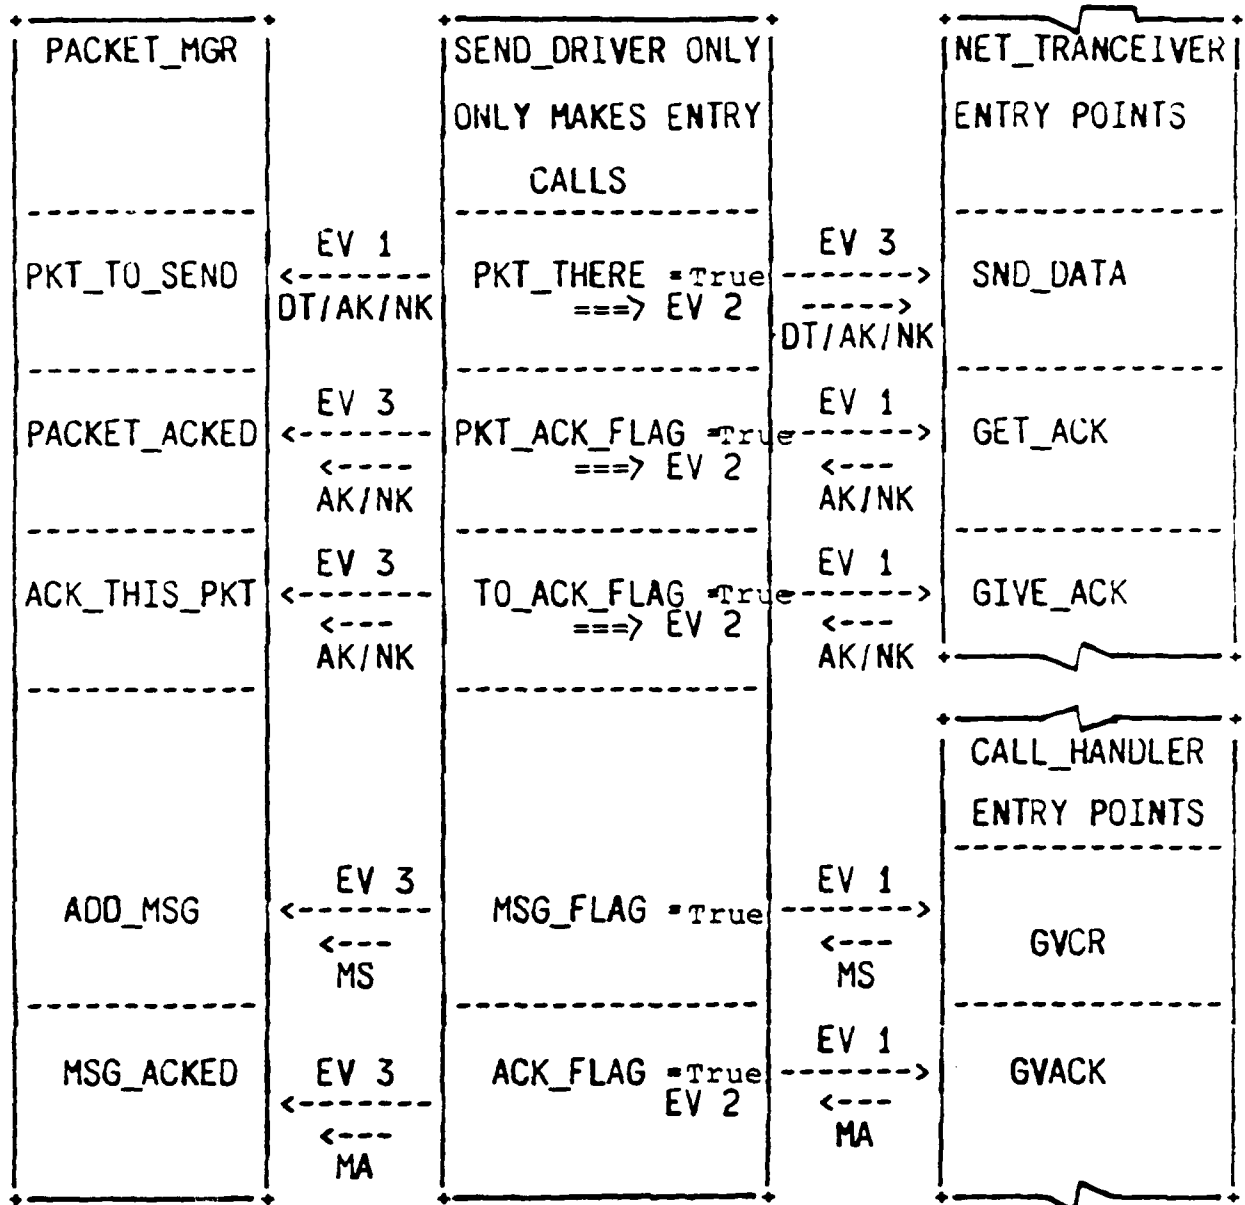 PACKET_MGR
SEND_DRIVER ONLY
ONLY MAKES ENTRY
CALLS
NET_TRANCEIVER
ENTRY POINTS
PKT_TO_SEND
EV 1
DT/AK/NK
PKT_THERE =True
===> EV 2
EV 3
DT/AK/NK
SND_DATA
PACKET_ACKED
EV 3
AK/NK
PKT_ACK_FLAG =True
===> EV 2
EV 1
AK/NK
GET_ACK
ACK_THIS_PKT
EV 3
AK/NK
TO_ACK_FLAG =True
===> EV 2
EV 1
AK/NK
GIVE_ACK
CALL_HANDLER
ENTRY POINTS
ADD_MSG
EV 3
MS
MSG_FLAG =True
EV 1
MS
GVCR
MSG_ACKED
EV 3
MA
ACK_FLAG =True
EV 2
EV 1
MA
GVACK